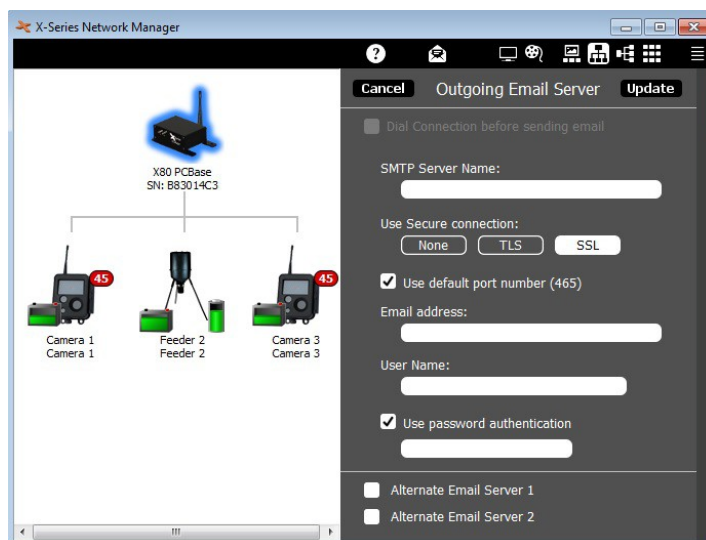 X-Series Network Manager
?
Cancel
Outgoing Email Server
Update
Dial Connection before sending email
X80 PCBase
SN: B83014C3
SMTP Server Name:
Use Secure connection:
None
TLS
SSL
Use default port number (465)
Email address:
45
45
Camera 1
Camera 1
Feeder 2
Feeder 2
Camera 3
Camera 3
User Name:
Use password authentication
Alternate Email Server 1
Alternate Email Server 2